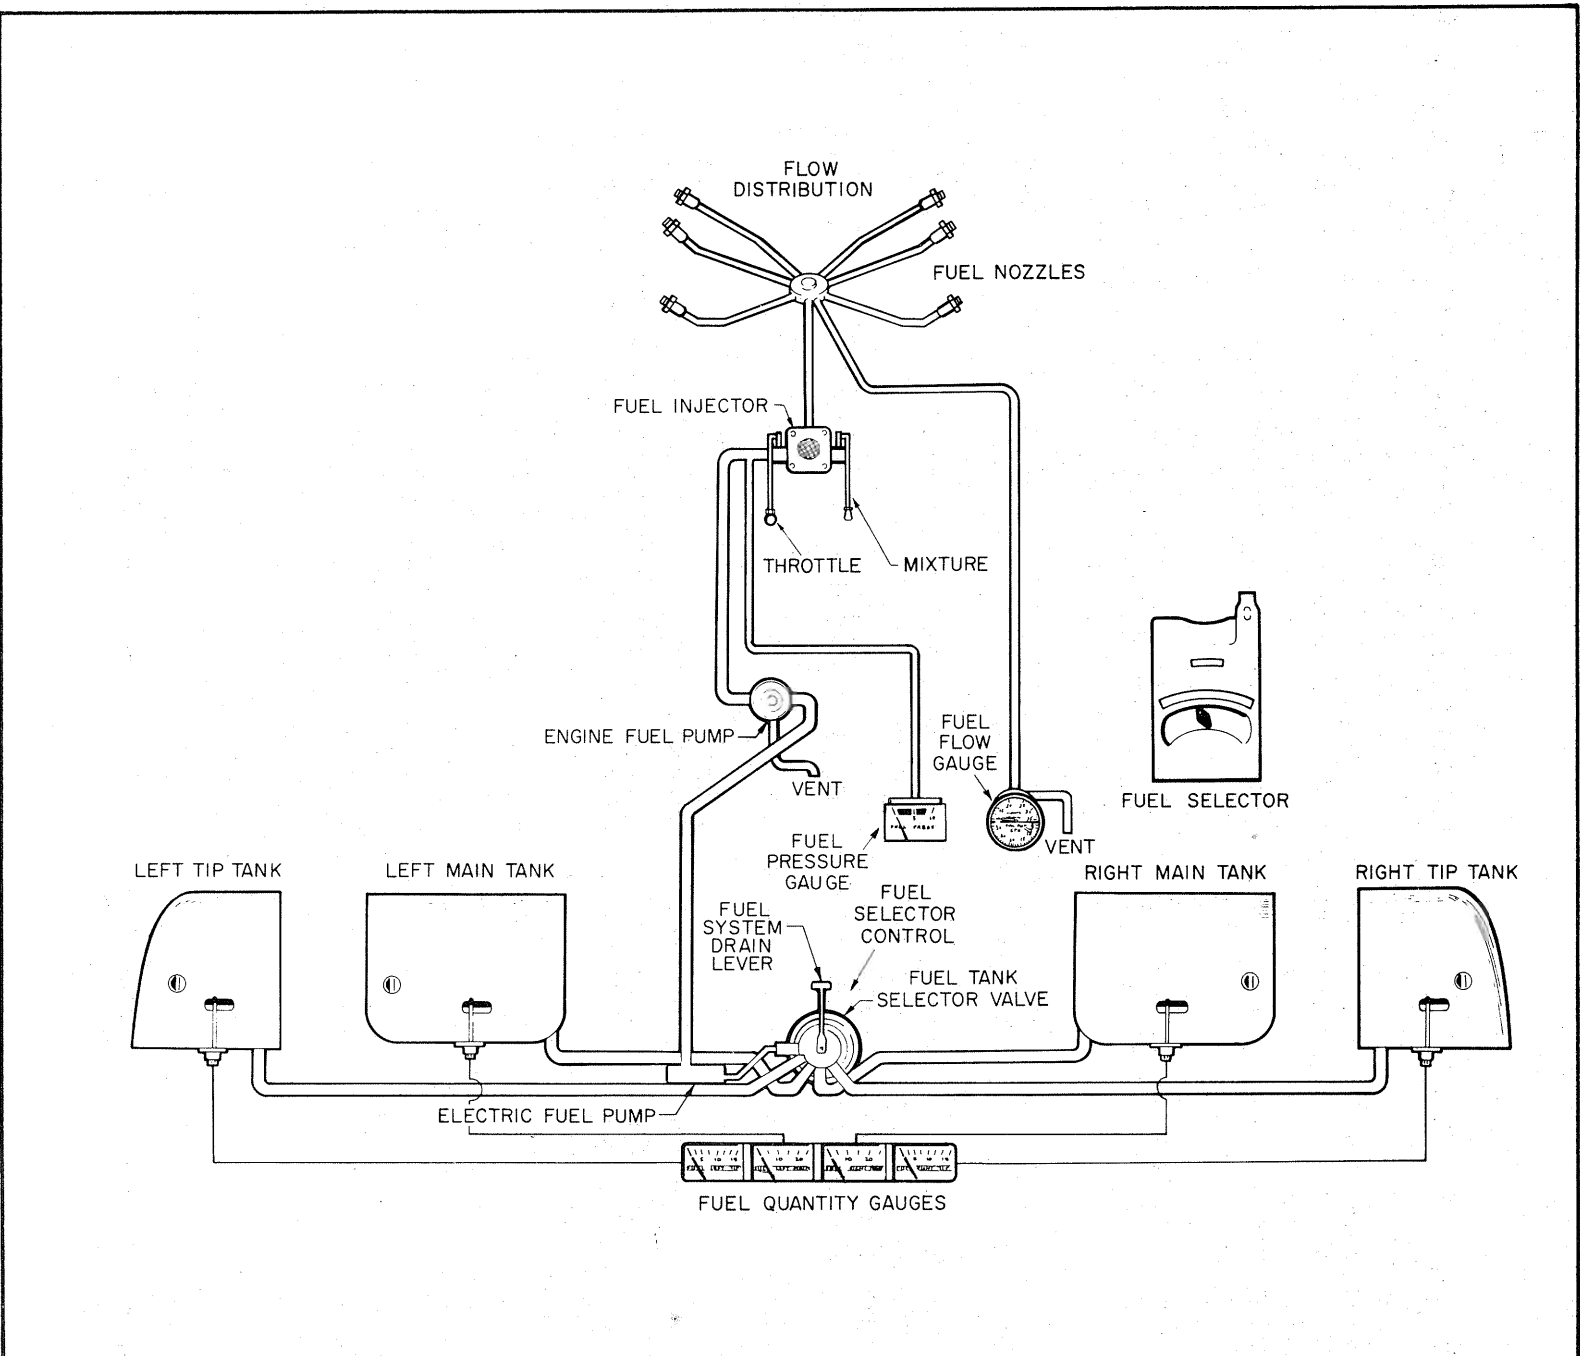 FLOW
DISTRIBUTION
FUEL NOZZLES
FUEL INJECTOR
THROTTLE
MIXTURE
ENGINE FUEL PUMP
VENT
FUEL
FLOW
GAUGE
FUEL SELECTOR
FUEL
PRESSURE
GAUGE
VENT
LEFT TIP TANK
LEFT MAIN TANK
RIGHT MAIN TANK
RIGHT TIP TANK
FUEL
SYSTEM
DRAIN
LEVER
FUEL
SELECTOR
CONTROL
FUEL TANK
SELECTOR VALVE
ELECTRIC FUEL PUMP
FUEL QUANTITY GAUGES